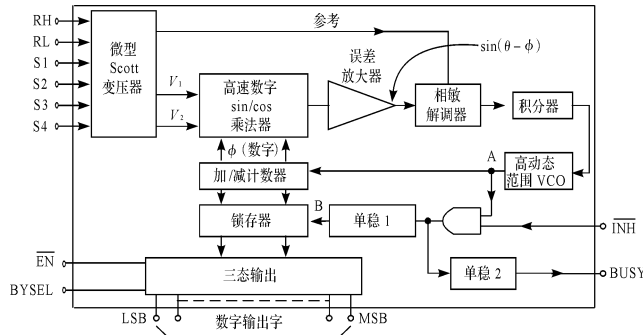 RH
RL
S1
S2
S3
S4
微型
Scott
变压器
参考
V₁
V₂
高速数字
sin/cos
乘法器
误差
放大器
sin(θ−ϕ)
相敏
解调器
积分器
ϕ(数字)
加/减计数器
A
高动态
范围 VCO
锁存器
B
单稳 1
INH
EN
BYSEL
三态输出
单稳 2
BUSY
LSB
数字输出字
MSB